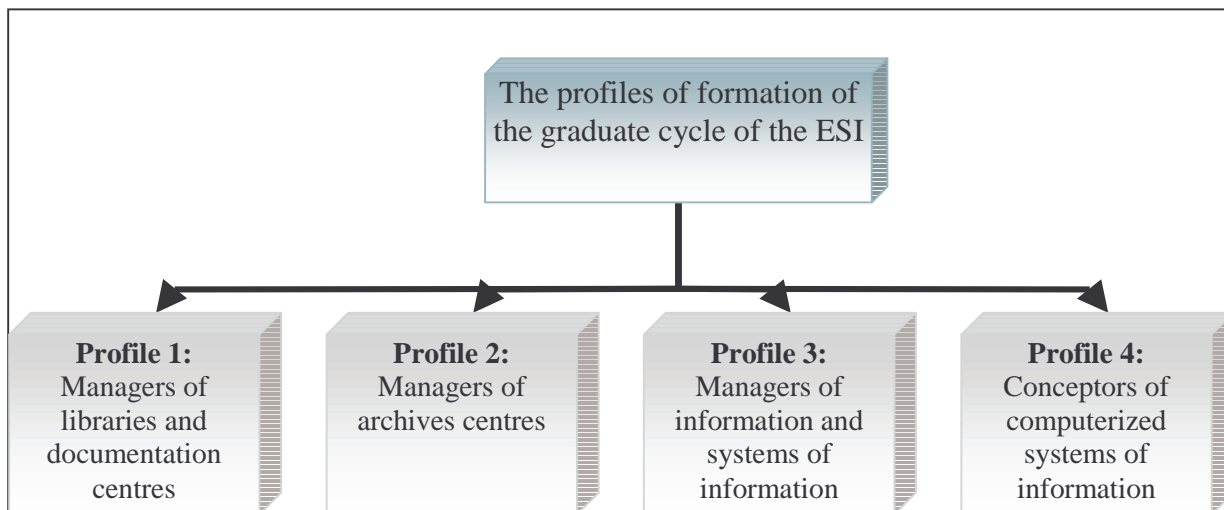 The profiles of formation of
the graduate cycle of the ESI
Profile 1:
Managers of
libraries and
documentation
centres
Profile 2:
Managers of
archives centres
Profile 3:
Managers of
information and
systems of
information
Profile 4:
Conceptors of
computerized
systems of
information